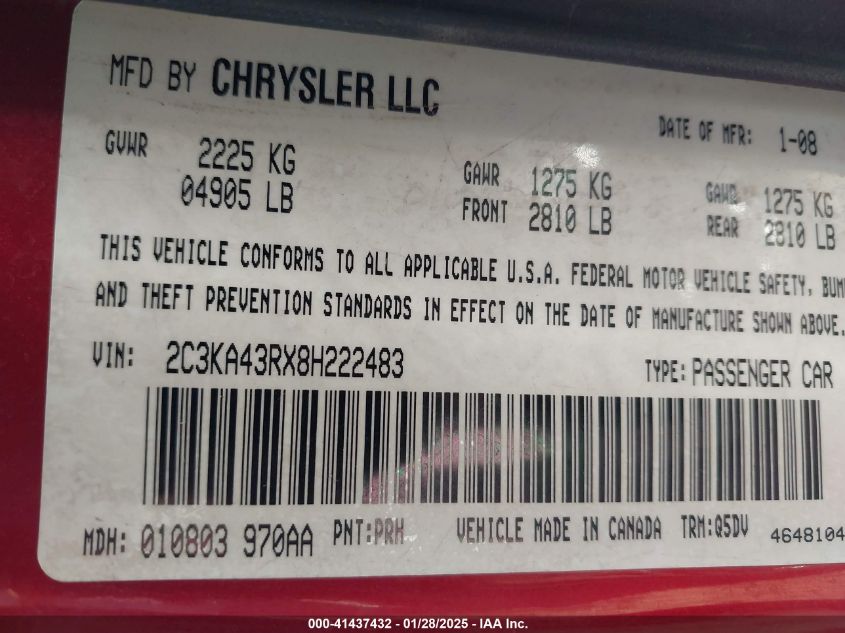 MFD BY CHRYSLER LLC
DATE OF MFR: 1-08
GVWR 2225 KG
04905 LB
GAWR 1275 KG
FRONT 2810 LB
GAWR 1275 KG
REAR 2810 LB
THIS VEHICLE CONFORMS TO ALL APPLICABLE U.S.A. FEDERAL MOTOR VEHICLE SAFETY, BUM
AND THEFT PREVENTION STANDARDS IN EFFECT ON THE DATE OF MANUFACTURE SHOWN ABOVE.
VIN: 2C3KA43RX8H222483
TYPE: PASSENGER CAR
MDH: 010803 970AA PNT:PRH VEHICLE MADE IN CANADA TRM:Q5DV 4648104
000-41437432 - 01/28/2025 - IAA Inc.